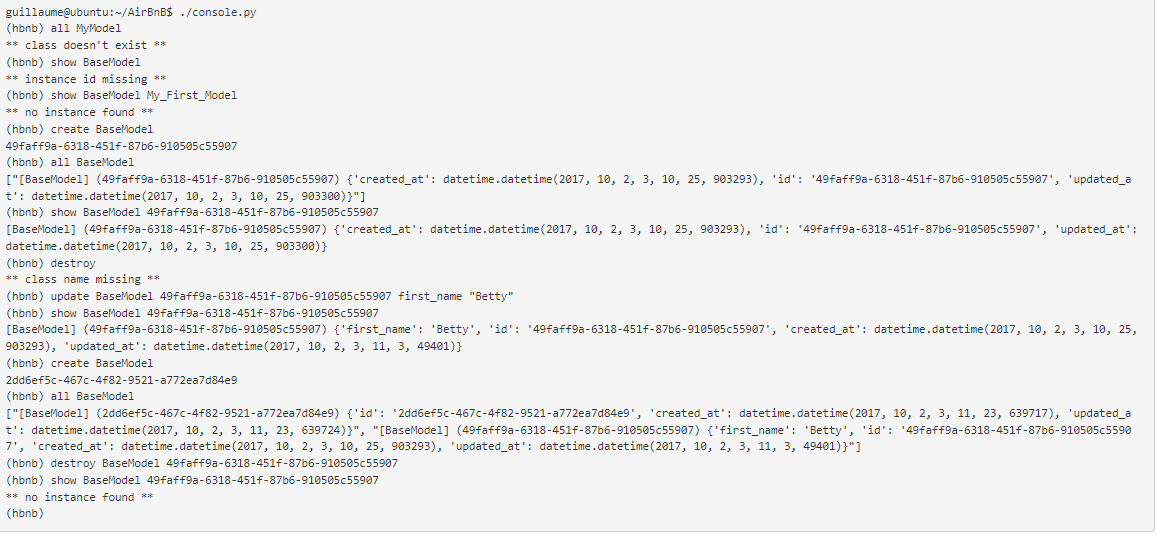 guillaume@ubuntu:~/AirBnB$ ./console.py
(hbnb) all MyModel
** class doesn't exist **
(hbnb) show BaseModel
** instance id missing **
(hbnb) show BaseModel My_First_Model
** no instance found **
(hbnb) create BaseModel
49faff9a-6318-451f-87b6-910505c55907
(hbnb) all BaseModel
["[BaseModel] (49faff9a-6318-451f-87b6-910505c55907) {'created_at': datetime.datetime(2017, 10, 2, 3, 10, 25, 903293), 'id': '49faff9a-6318-451f-87b6-910505c55907', 'updated_a
t': datetime.datetime(2017, 10, 2, 3, 10, 25, 903300)}"]
(hbnb) show BaseModel 49faff9a-6318-451f-87b6-910505c55907
[BaseModel] (49faff9a-6318-451f-87b6-910505c55907) {'created_at': datetime.datetime(2017, 10, 2, 3, 10, 25, 903293), 'id': '49faff9a-6318-451f-87b6-910505c55907', 'updated_at':
datetime.datetime(2017, 10, 2, 3, 10, 25, 903300)}
(hbnb) destroy
** class name missing **
(hbnb) update BaseModel 49faff9a-6318-451f-87b6-910505c55907 first_name "Betty"
(hbnb) show BaseModel 49faff9a-6318-451f-87b6-910505c55907
[BaseModel] (49faff9a-6318-451f-87b6-910505c55907) {'first_name': 'Betty', 'id': '49faff9a-6318-451f-87b6-910505c55907', 'created_at': datetime.datetime(2017, 10, 2, 3, 10, 25,
903293), 'updated_at': datetime.datetime(2017, 10, 2, 3, 11, 3, 49401)}
(hbnb) create BaseModel
2dd6ef5c-467c-4f82-9521-a772ea7d84e9
(hbnb) all BaseModel
["[BaseModel] (2dd6ef5c-467c-4f82-9521-a772ea7d84e9) {'id': '2dd6ef5c-467c-4f82-9521-a772ea7d84e9', 'created_at': datetime.datetime(2017, 10, 2, 3, 11, 23, 639717), 'updated_a
t': datetime.datetime(2017, 10, 2, 3, 11, 23, 639724)}", "[BaseModel] (49faff9a-6318-451f-87b6-910505c55907) {'first_name': 'Betty', 'id': '49faff9a-6318-451f-87b6-910505c5590
7', 'created_at': datetime.datetime(2017, 10, 2, 3, 10, 25, 903293), 'updated_at': datetime.datetime(2017, 10, 2, 3, 11, 3, 49401)}"]
(hbnb) destroy BaseModel 49faff9a-6318-451f-87b6-910505c55907
(hbnb) show BaseModel 49faff9a-6318-451f-87b6-910505c55907
** no instance found **
(hbnb)